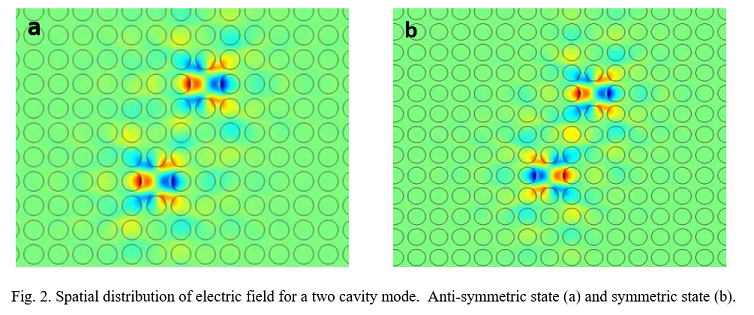 a
b
Fig. 2. Spatial distribution of electric field for a two cavity mode.  Anti-symmetric state (a) and symmetric state (b).